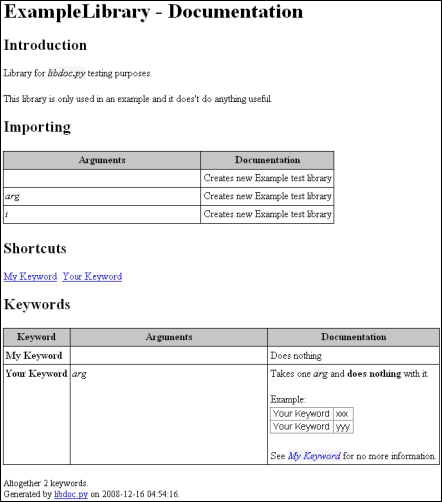 ExampleLibrary - Documentation
Introduction
Library for libdoc.py testing purposes.
This library is only used in an example and it does't do anything useful.
Importing
Arguments Documentation
Creates new Example test library
arg Creates new Example test library
i Creates new Example test library
Shortcuts
My Keyword Your Keyword
Keywords
Keyword Arguments Documentation
My Keyword Does nothing
Your Keyword arg Takes one arg and does nothing with it.
Example:
Your Keyword xxx
Your Keyword yyy
See My Keyword for no more information.
Altogether 2 keywords.
Generated by libdoc.py on 2008-12-16 04:54:16.